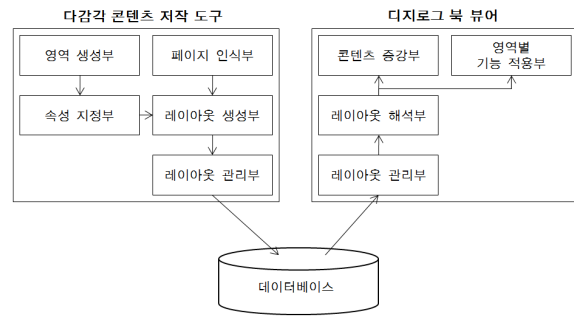 다감각 콘텐츠 저작 도구
영역 생성부
페이지 인식부
속성 지정부
레이아웃 생성부
레이아웃 관리부
디지로그 북 뷰어
콘텐츠 증강부
영역별
기능 적용부
레이아웃 해석부
레이아웃 관리부
데이터베이스